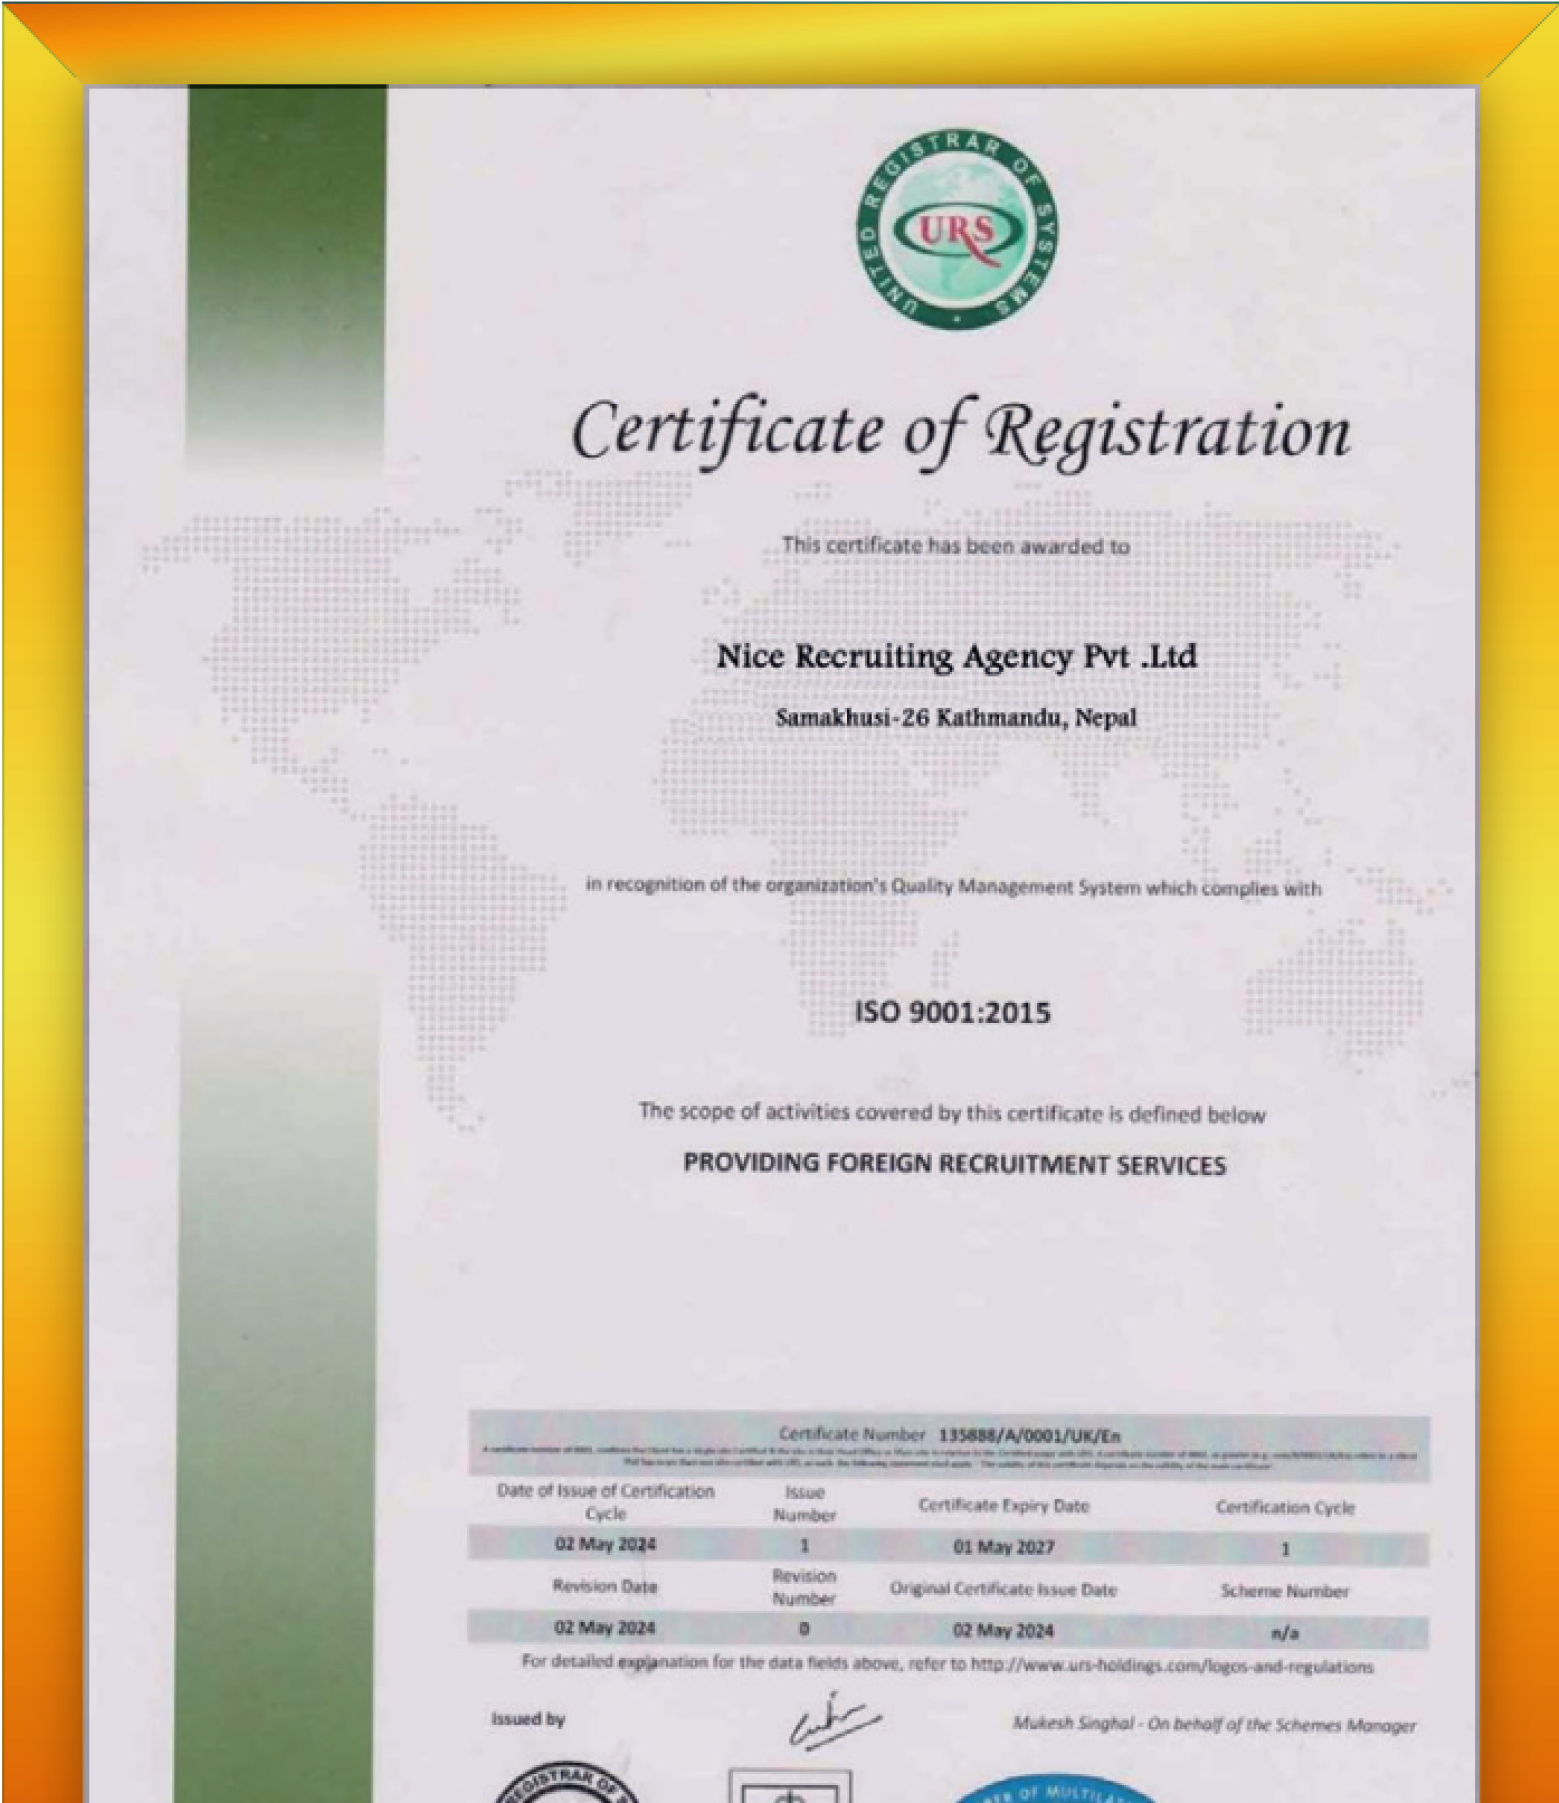 UNITED REGISTRAR OF SYSTEMS
URS
Certificate of Registration
This certificate has been awarded to
Nice Recruiting Agency Pvt .Ltd
Samakhusi-26 Kathmandu, Nepal
in recognition of the organization's Quality Management System which complies with
ISO 9001:2015
The scope of activities covered by this certificate is defined below
PROVIDING FOREIGN RECRUITMENT SERVICES
Certificate Number 135888/A/0001/UK/En
Date of Issue of Certification Cycle
Issue Number
Certificate Expiry Date
Certification Cycle
02 May 2024
1
01 May 2027
1
Revision Date
Revision Number
Original Certificate Issue Date
Scheme Number
02 May 2024
0
02 May 2024
n/a
For detailed explanation for the data fields above, refer to http://www.urs-holdings.com/logos-and-regulations
Issued by
Mukesh Singhal - On behalf of the Schemes Manager
REGISTRAR OF
OF